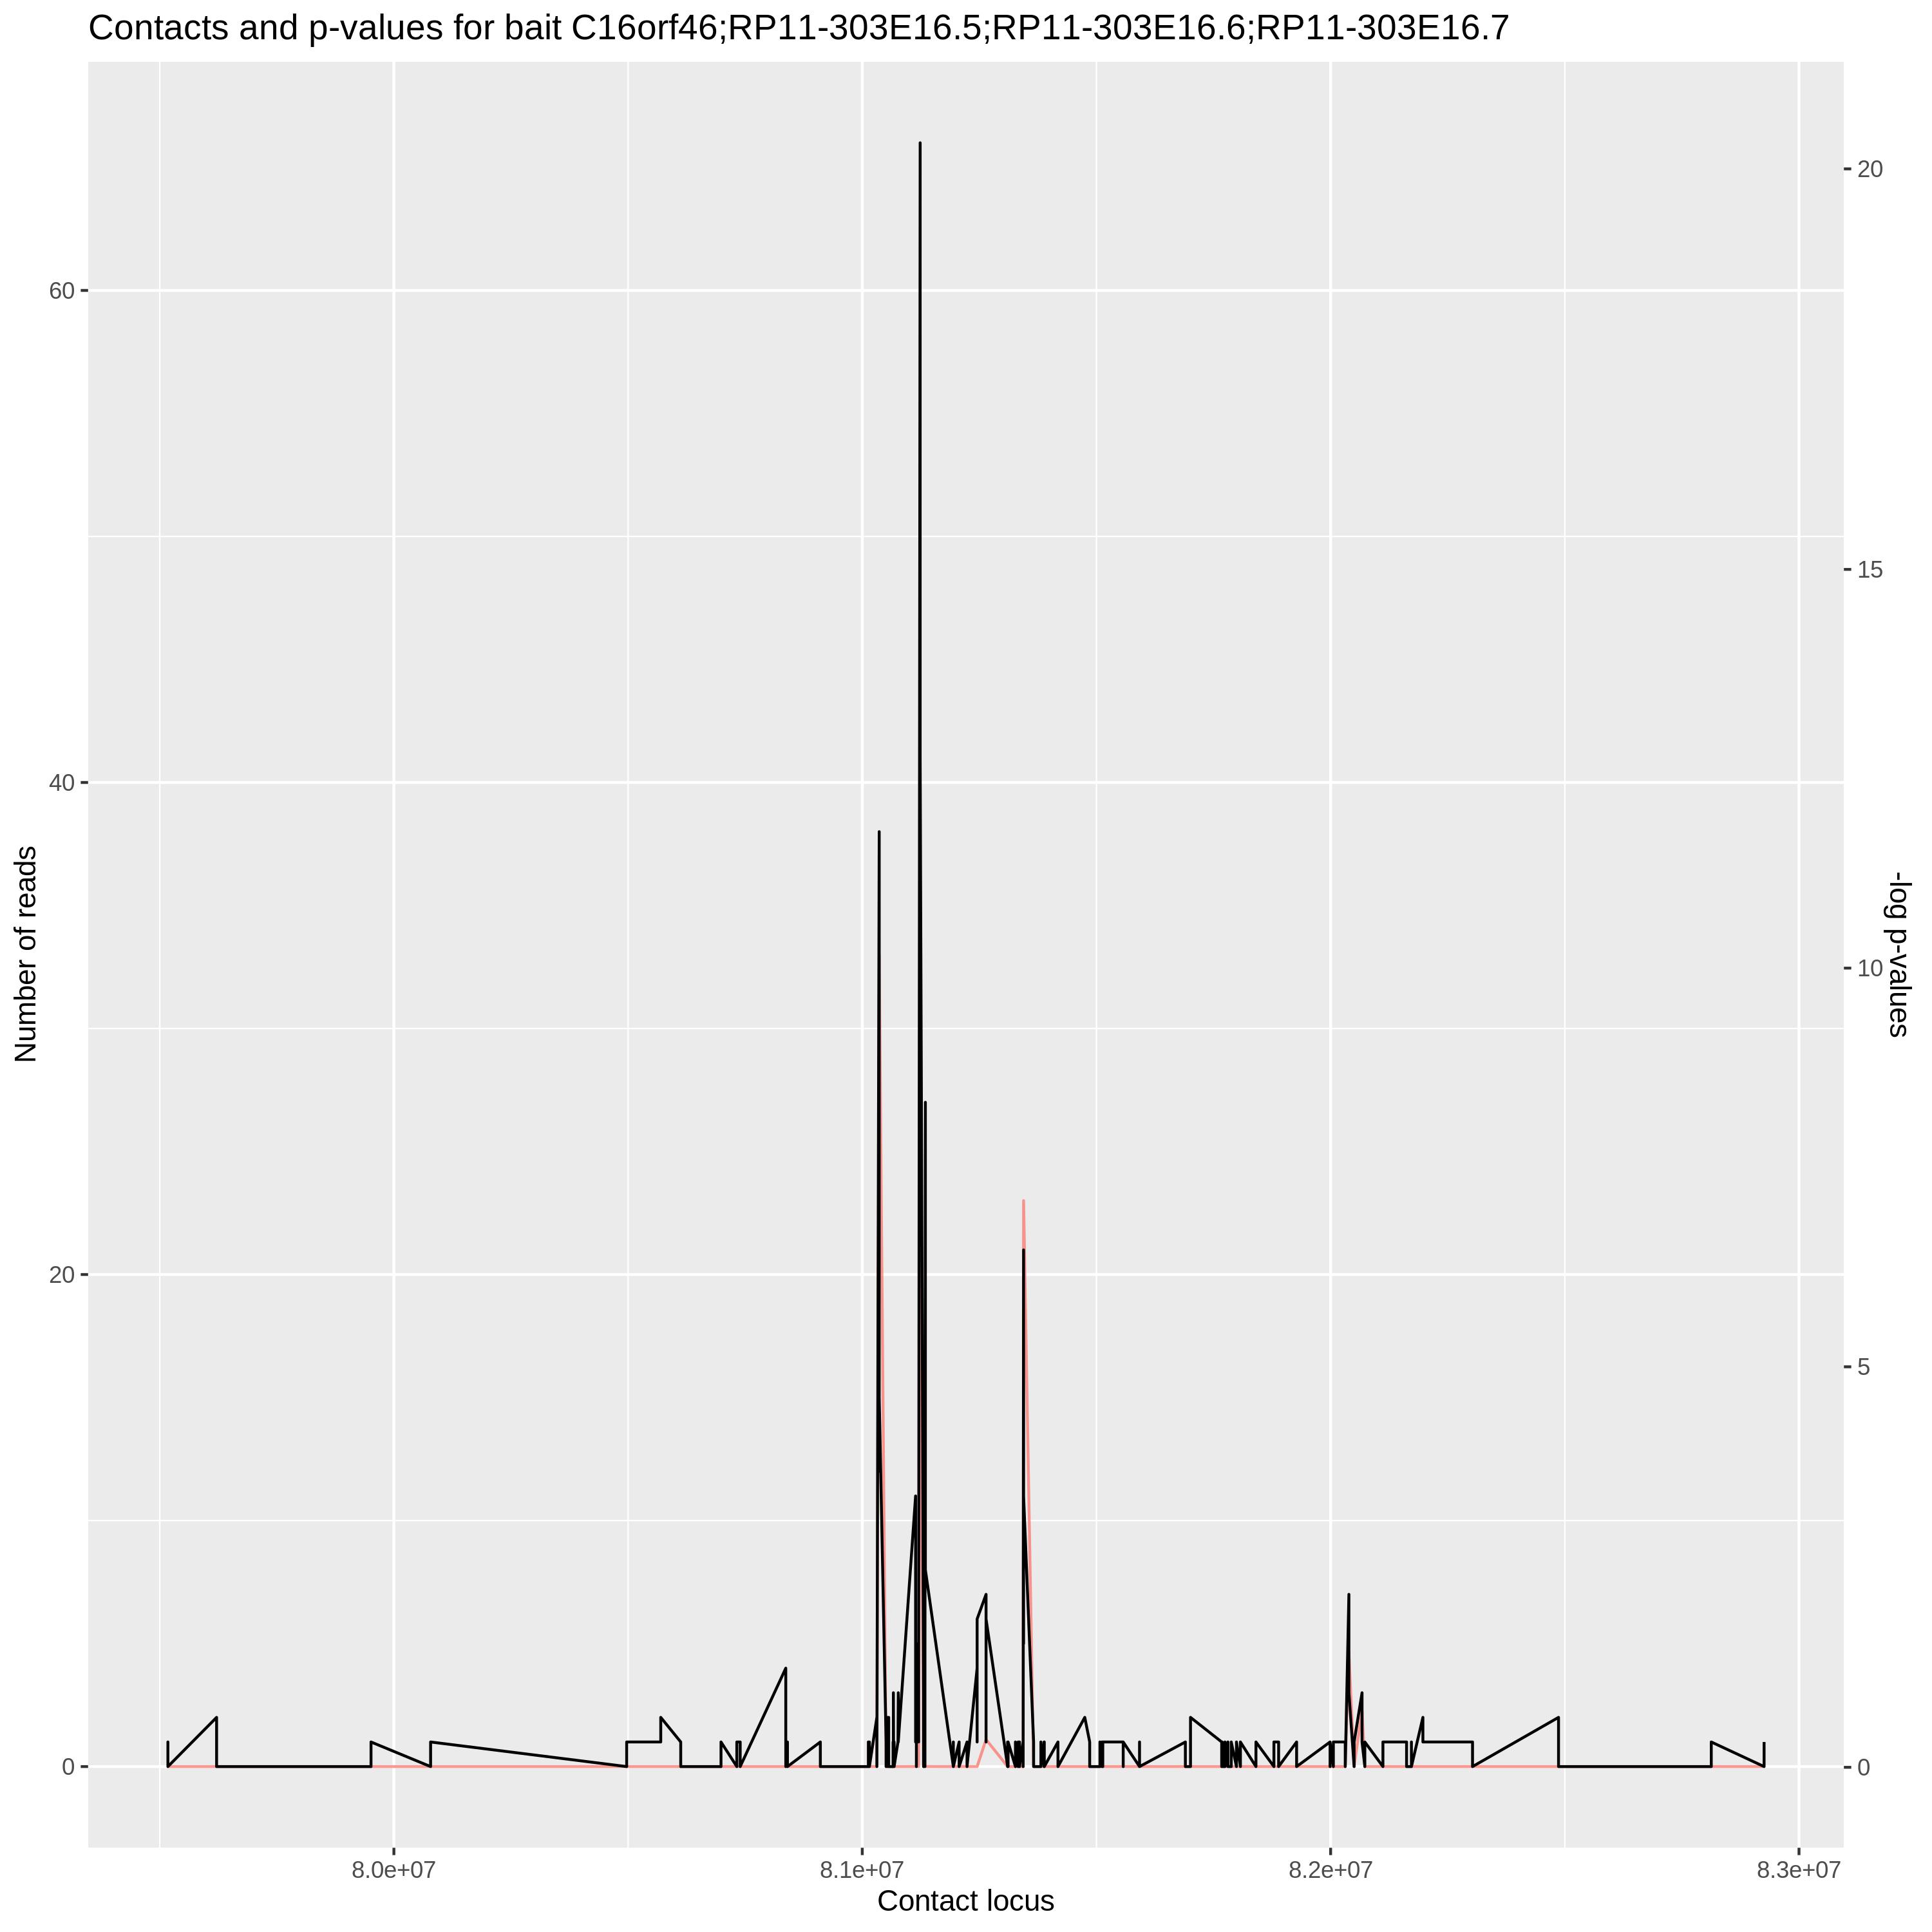 Contacts and p-values for bait C16orf46;RP11-303E16.5;RP11-303E16.6;RP11-303E16.7
60
40
20
0
Number of reads
20
15
10
5
0
-log p-values
8.0e+07 8.1e+07 8.2e+07 8.3e+07
Contact locus